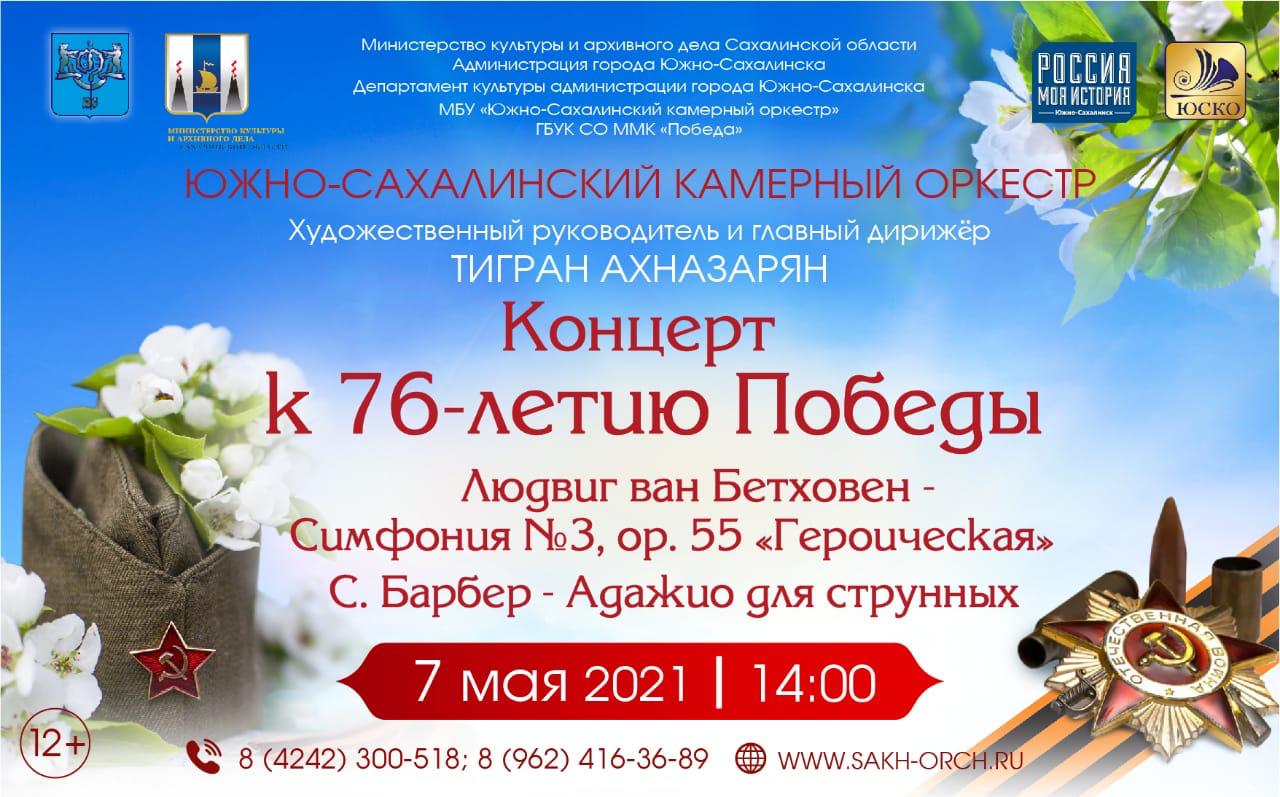 Министерство культуры и архивного дела Сахалинской области
Администрация города Южно-Сахалинска
Департамент культуры администрации города Южно-Сахалинска
МБУ «Южно-Сахалинский камерный оркестр»
ГБУК СО ММК «Победа»
МИНИСТЕРСТВО КУЛЬТУРЫ
И АРХИВНОГО ДЕЛА
САХАЛИНСКОЙ ОБЛАСТИ
РОССИЯ
МОЯ ИСТОРИЯ
Южно-Сахалинск
ЮСКО
ЮЖНО-САХАЛИНСКИЙ КАМЕРНЫЙ ОРКЕСТР
Художественный руководитель и главный дирижёр
ТИГРАН АХНАЗАРЯН
Концерт
к 76-летию Победы
Людвиг ван Бетховен -
Симфония №3, op. 55 «Героическая»
С. Барбер - Адажио для струнных
ОТЕЧЕСТВЕННАЯ ВОЙНА
7 мая 2021 | 14:00
12+
8 (4242) 300-518; 8 (962) 416-36-89
WWW.SAKH-ORCH.RU